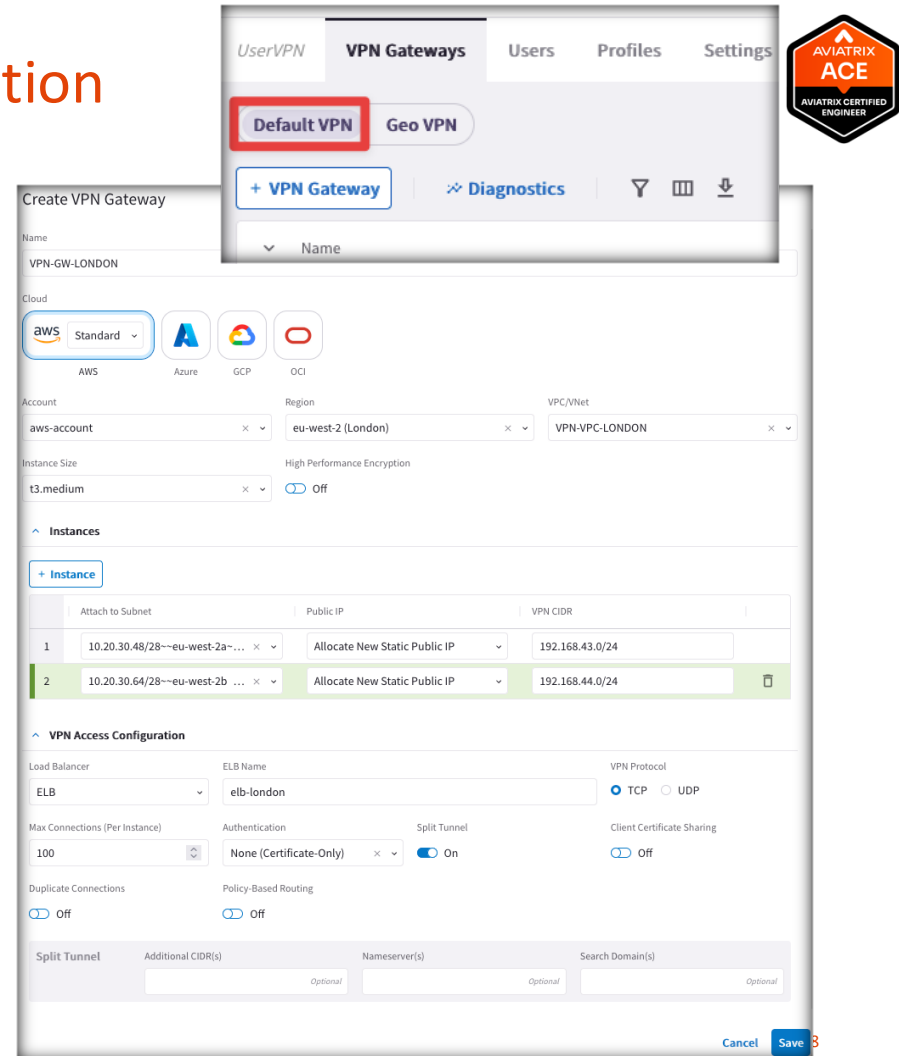 tion
UserVPN VPN Gateways Users Profiles Settings
AVIATRIX
ACE
AVIATRIX CERTIFIED
ENGINEER
Default VPN Geo VPN
+ VPN Gateway Diagnostics
Name
Create VPN Gateway
Name
VPN-GW-LONDON
Cloud
aws Standard
AWS Azure GCP OCI
Account Region VPC/VNet
aws-account eu-west-2 (London) VPN-VPC-LONDON
Instance Size High Performance Encryption
t3.medium Off
Instances
+ Instance
Attach to Subnet Public IP VPN CIDR
1 10.20.30.48/28~~eu-west-2a~... Allocate New Static Public IP 192.168.43.0/24
2 10.20.30.64/28~~eu-west-2b ... Allocate New Static Public IP 192.168.44.0/24
VPN Access Configuration
Load Balancer ELB Name VPN Protocol
ELB elb-london TCP UDP
Max Connections (Per Instance) Authentication Split Tunnel Client Certificate Sharing
100 None (Certificate-Only) On Off
Duplicate Connections Policy-Based Routing
Off Off
Split Tunnel Additional CIDR(s) Nameserver(s) Search Domain(s)
Optional Optional Optional
Cancel Save 8